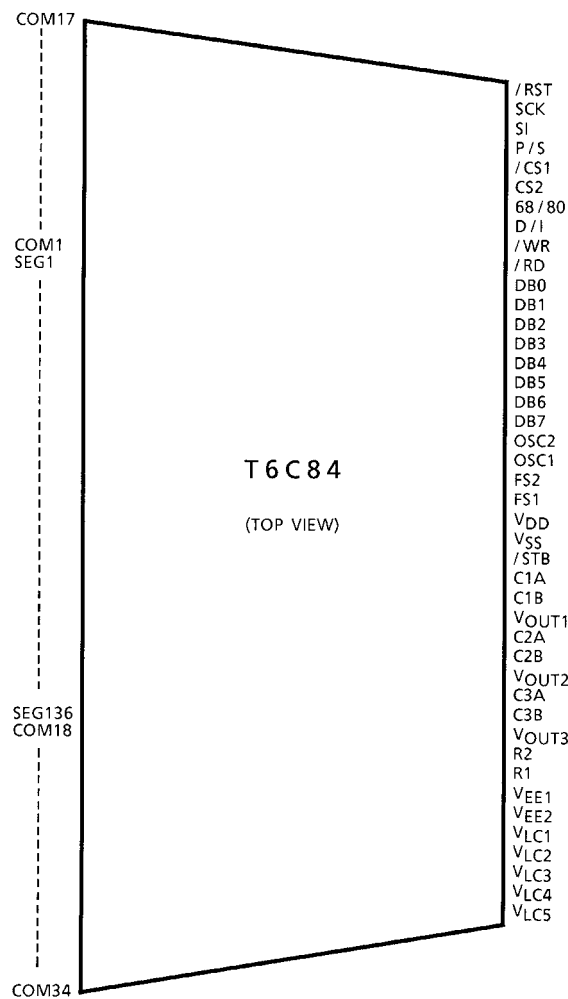 COM17
COM1
SEG1
SEG136
COM18
COM34
T6C84
(TOP VIEW)
/RST
SCK
SI
P/S
/CS1
CS2
68/80
D/I
/WR
/RD
DB0
DB1
DB2
DB3
DB4
DB5
DB6
DB7
OSC2
OSC1
FS2
FS1
VDD
VSS
/STB
C1A
C1B
VOUT1
C2A
C2B
VOUT2
C3A
C3B
VOUT3
R2
R1
VEE1
VEE2
VLC1
VLC2
VLC3
VLC4
VLC5